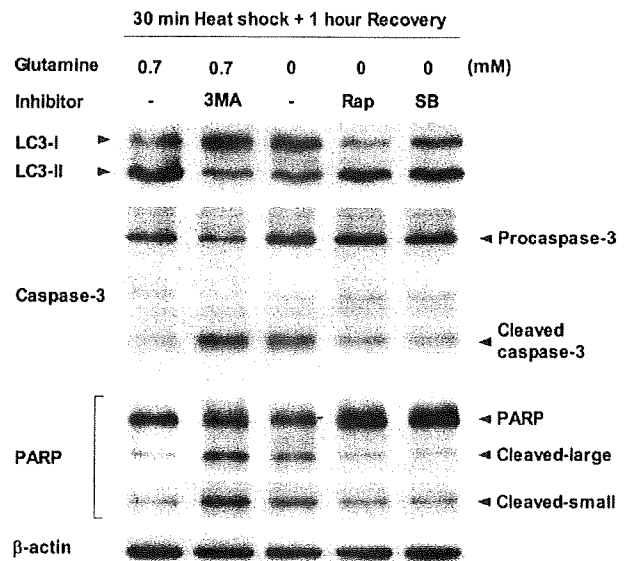 30 min Heat shock + 1 hour Recovery
Glutamine 0.7 0.7 0 0 0 (mM)
Inhibitor - 3MA - Rap SB
LC3-I
LC3-II
Procaspase-3
Caspase-3
Cleaved
caspase-3
PARP
PARP
Cleaved-large
Cleaved-small
β-actin